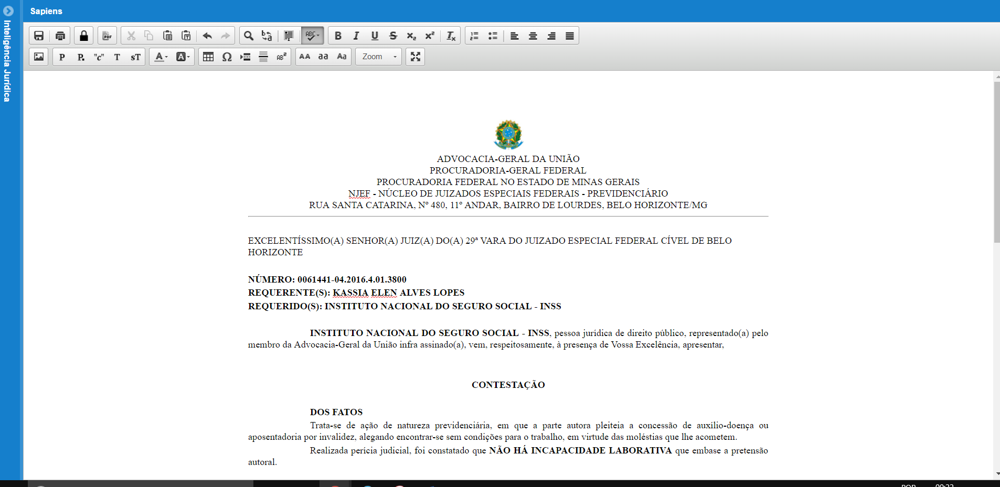 Sapiens
Inteligência Jurídica
PDF
ABC
B I U S x₂ x² Tx
P P. "c" T sT A A Ω AB² AA aa Aa Zoom
ADVOCACIA-GERAL DA UNIÃO
PROCURADORIA-GERAL FEDERAL
PROCURADORIA FEDERAL NO ESTADO DE MINAS GERAIS
NJEF - NÚCLEO DE JUIZADOS ESPECIAIS FEDERAIS - PREVIDENCIÁRIO
RUA SANTA CATARINA, Nº 480, 11º ANDAR, BAIRRO DE LOURDES, BELO HORIZONTE/MG
EXCELENTÍSSIMO(A) SENHOR(A) JUIZ(A) DO(A) 29ª VARA DO JUIZADO ESPECIAL FEDERAL CÍVEL DE BELO
HORIZONTE
NÚMERO: 0061441-04.2016.4.01.3800
REQUERENTE(S): KASSIA ELEN ALVES LOPES
REQUERIDO(S): INSTITUTO NACIONAL DO SEGURO SOCIAL - INSS
INSTITUTO NACIONAL DO SEGURO SOCIAL - INSS, pessoa jurídica de direito público, representado(a) pelo
membro da Advocacia-Geral da União infra assinado(a), vem, respeitosamente, à presença de Vossa Excelência, apresentar,
CONTESTAÇÃO
DOS FATOS
Trata-se de ação de natureza previdenciária, em que a parte autora pleiteia a concessão de auxílio-doença ou
aposentadoria por invalidez, alegando encontrar-se sem condições para o trabalho, em virtude das moléstias que lhe acometem.
Realizada perícia judicial, foi constatado que NÃO HÁ INCAPACIDADE LABORATIVA que embase a pretensão
autoral.